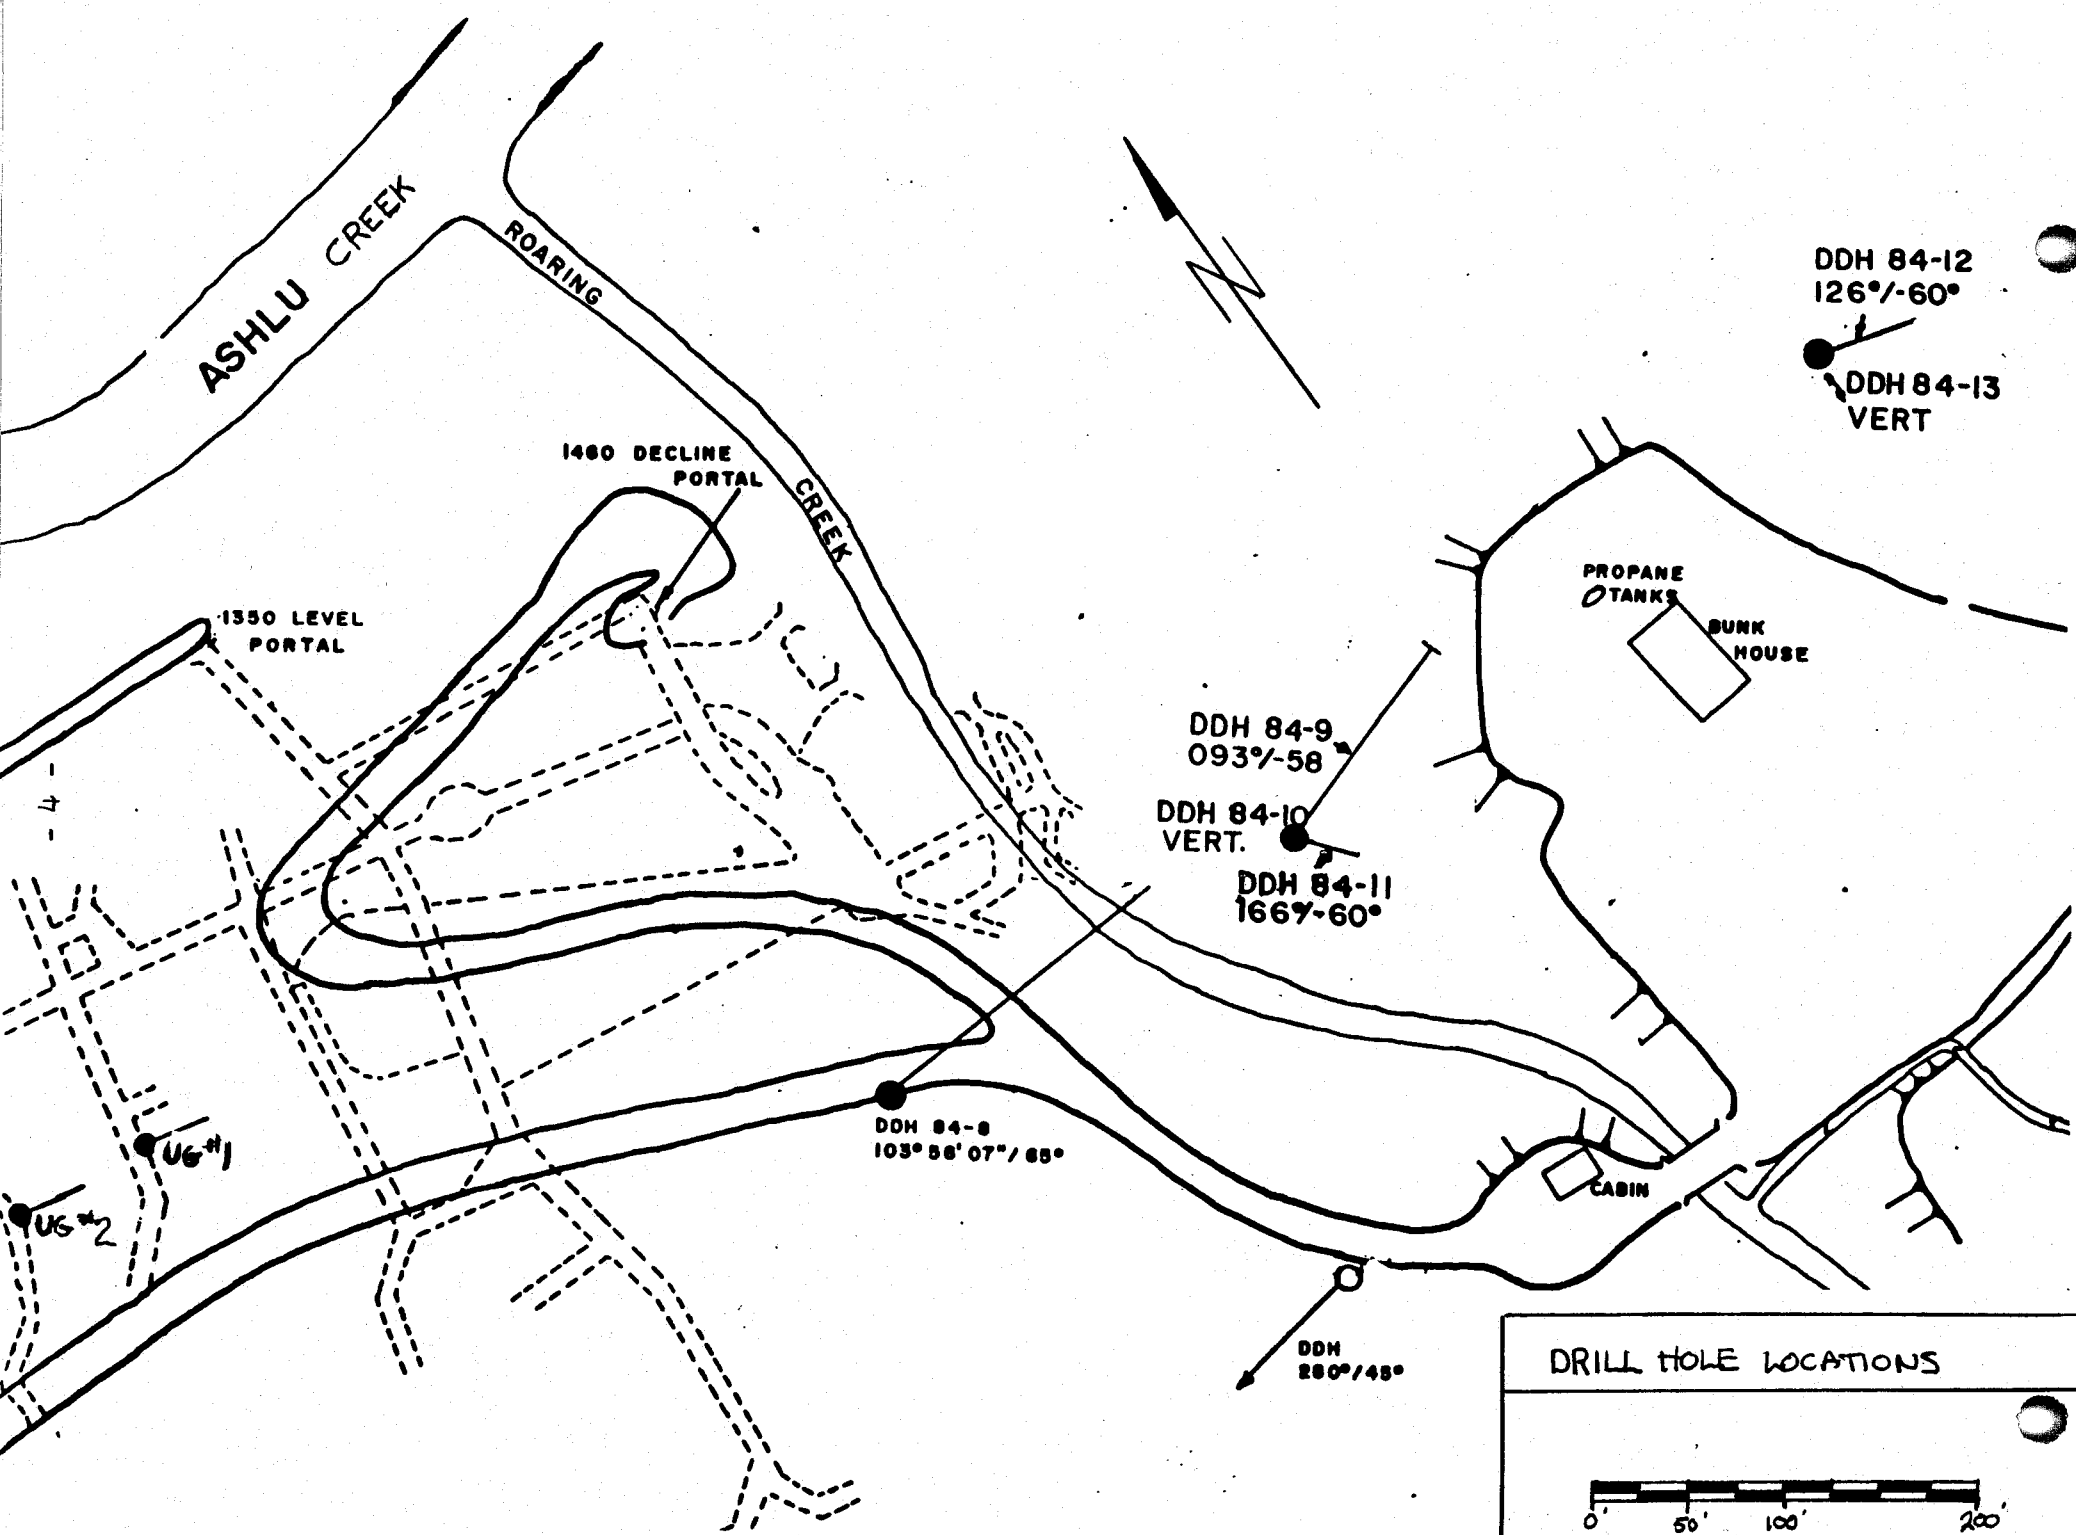 ASHLU CREEK
ROARING CREEK
N
DDH 84-12
126°/-60°
DDH 84-13
VERT
1460 DECLINE
PORTAL
PROPANE
TANKS
BUNK
HOUSE
1350 LEVEL
PORTAL
DDH 84-9
093°/-58
DDH 84-10
VERT.
DDH 84-11
166°/-60°
- 4 -
DDH 84-8
103° 56' 07"/65°
UG #1
UG #2
CABIN
DDH
280°/45°
DRILL HOLE LOCATIONS
0' 50' 100' 200'